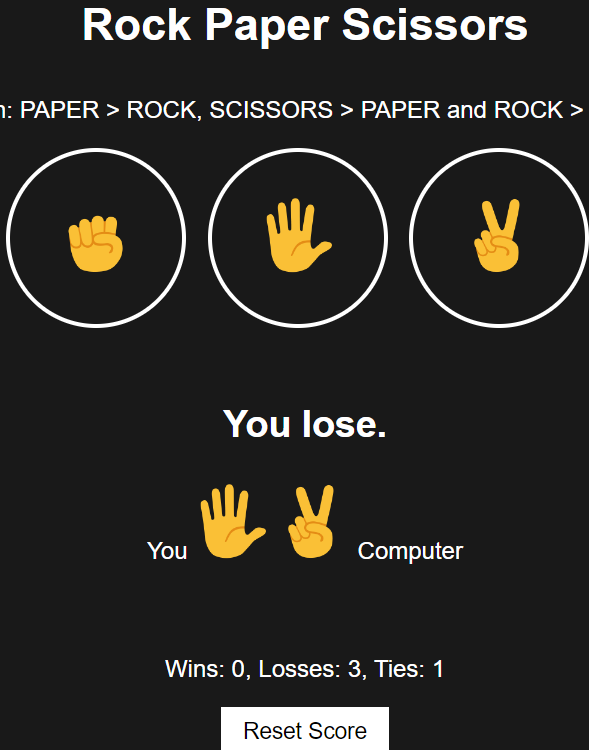 Rock Paper Scissors
: PAPER > ROCK, SCISSORS > PAPER and ROCK >
You lose.
You Computer
Wins: 0, Losses: 3, Ties: 1
Reset Score